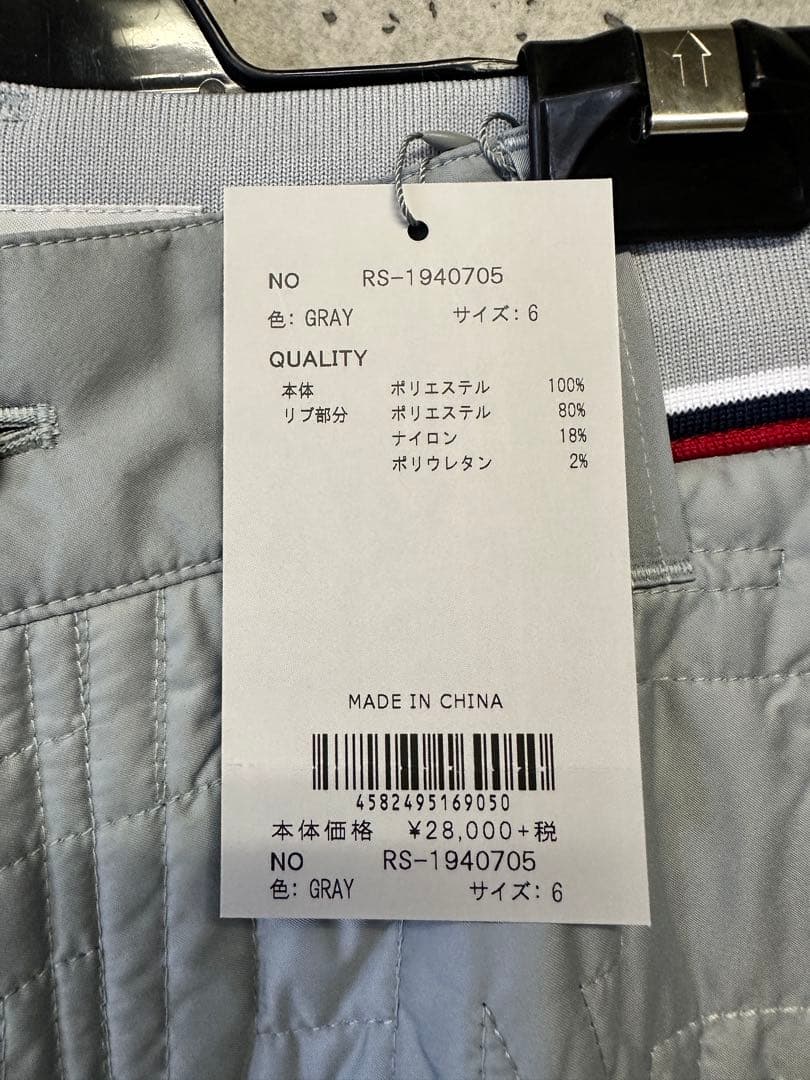 NO RS-1940705
色: GRAY サイズ: 6
QUALITY
本体 ポリエステル 100%
リブ部分 ポリエステル 80%
ナイロン 18%
ポリウレタン 2%
MADE IN CHINA
4582495169050
本体価格 ¥28,000+税
NO RS-1940705
色: GRAY サイズ: 6